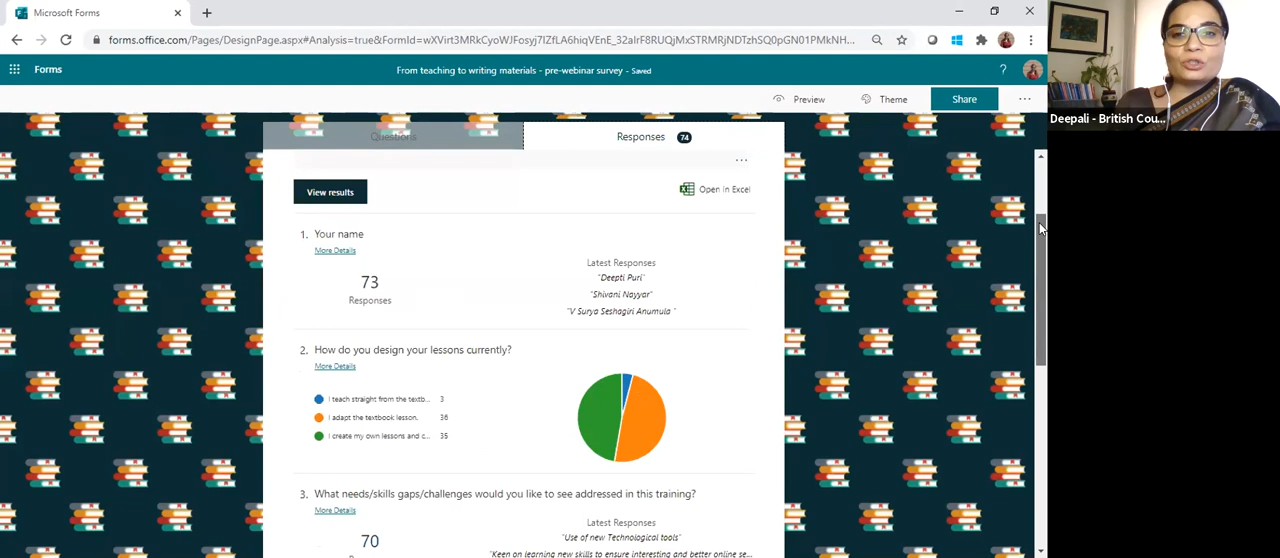 Microsoft Forms
forms.office.com/Pages/DesignPage.aspx#Analysis=true&FormId=
Forms
From teaching to writing materials - pre-webinar survey - Saved
?
Preview
Theme
Share
...
Deepali - British Cou...
Questions
Responses 74
...
View results
Open in Excel
1. Your name
More Details
73
Responses
Latest Responses
"Deepti Puri"
"Shivani Nayyar"
"V Surya Seshagiri Anumula "
2. How do you design your lessons currently?
More Details
I teach straight from the textb... 3
I adapt the textbook lesson. 36
I create my own lessons and c... 35
3. What needs/skills gaps/challenges would you like to see addressed in this training?
More Details
70
Latest Responses
"Use of new Technological tools"
"Keen on learning new skills to ensure interesting and better online se...